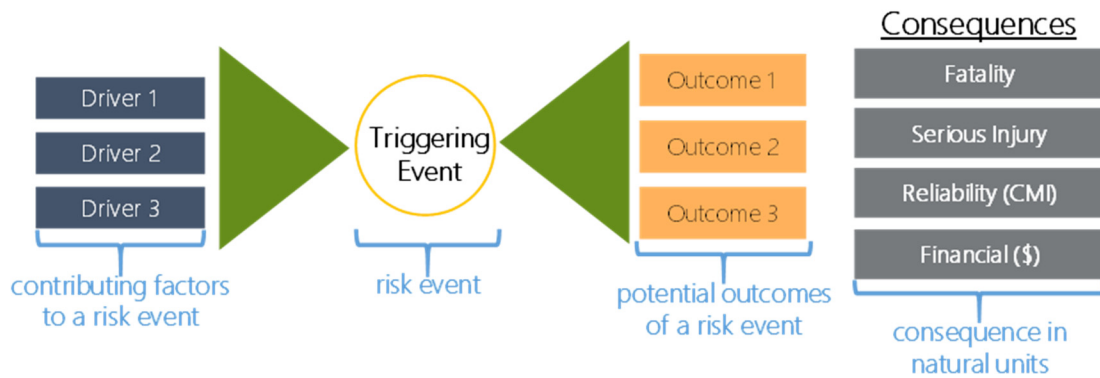 Consequences
Driver 1
Driver 2
Driver 3
contributing factors
to a risk event
Triggering
Event
risk event
Outcome 1
Outcome 2
Outcome 3
potential outcomes
of a risk event
Fatality
Serious Injury
Reliability (CMI)
Financial ($)
consequence in
natural units